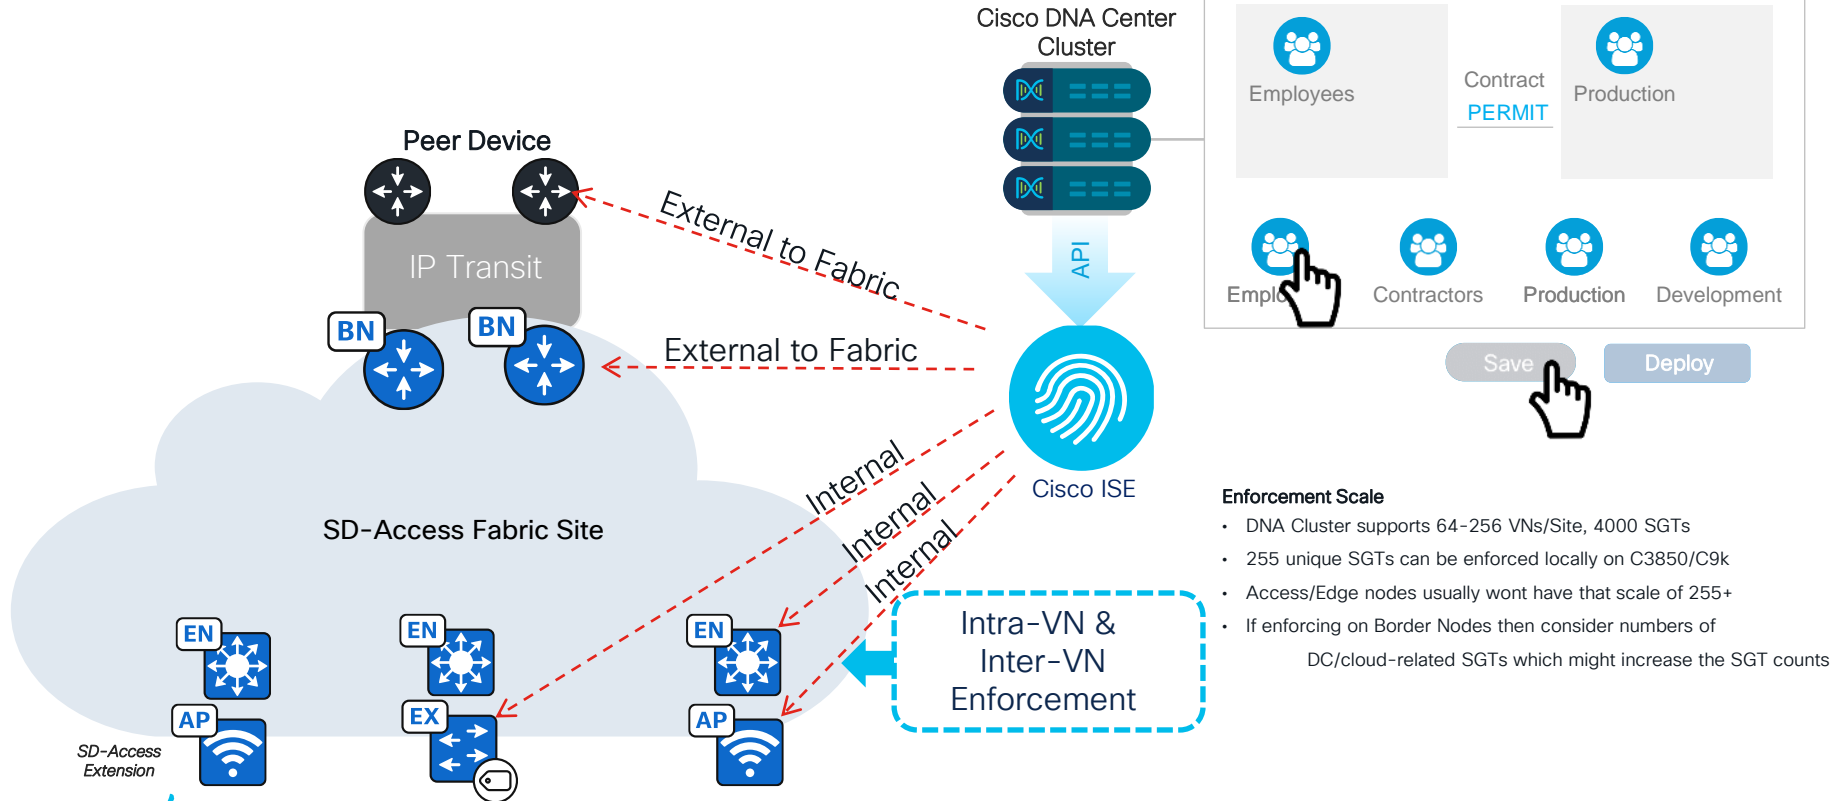 Cisco DNA Center
Cluster
Employees
Contract
PERMIT
Production
Peer Device
External to Fabric
API
IP Transit
Contractors
Production
Development
BN
BN
External to Fabric
Save
Deploy
Internal
Internal
Internal
Cisco ISE
SD-Access Fabric Site
Enforcement Scale
• DNA Cluster supports 64-256 VNs/Site, 4000 SGTs
• 255 unique SGTs can be enforced locally on C3850/C9k
• Access/Edge nodes usually wont have that scale of 255+
• If enforcing on Border Nodes then consider numbers of
DC/cloud-related SGTs which might increase the SGT counts
Intra-VN &
Inter-VN
Enforcement
EN
EN
EN
AP
EX
AP
SD-Access
Extension